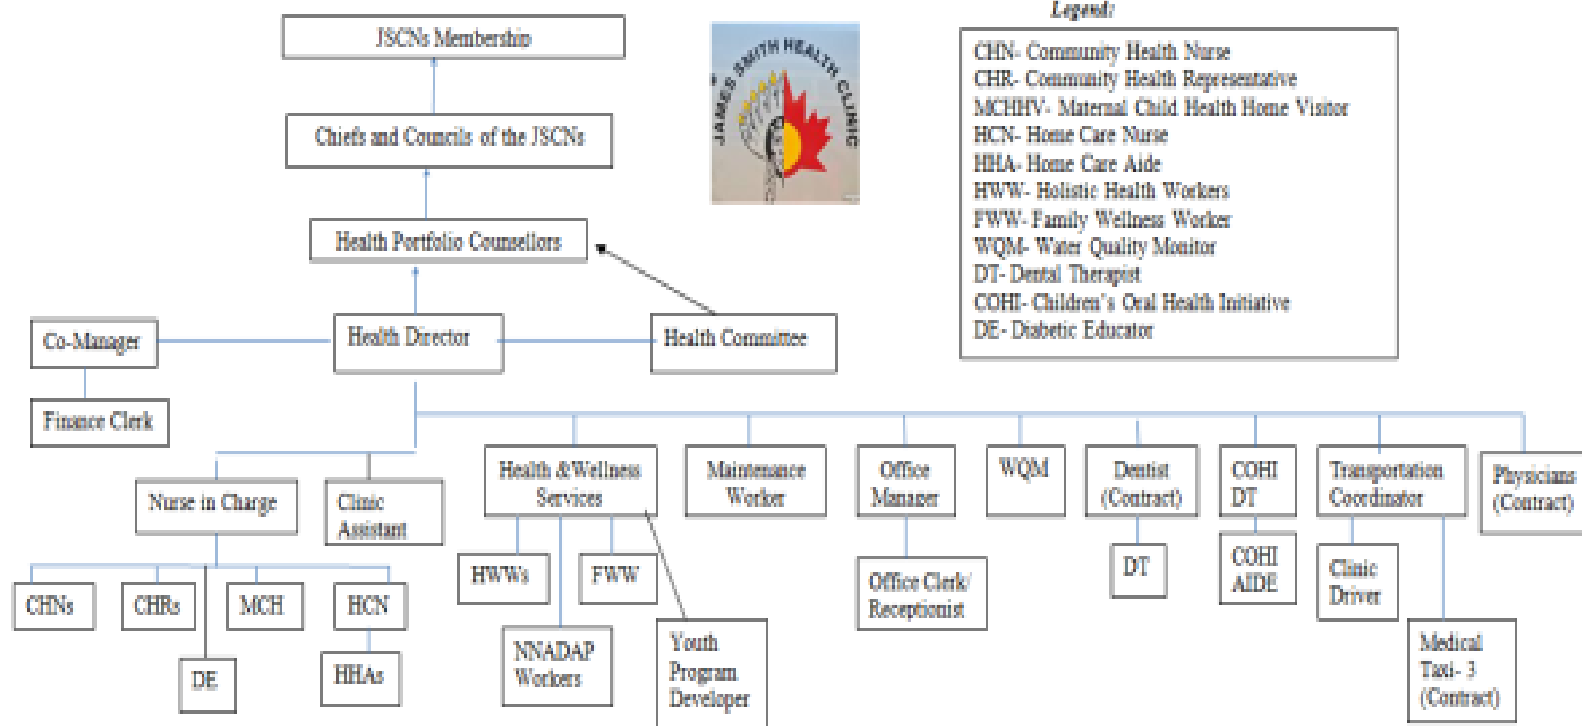 Legend:
JSCNs Membership
JAMES SMITH HEALTH CLINIC
CHN- Community Health Nurse
CHR- Community Health Representative
MCHHV- Maternal Child Health Home Visitor
HCN- Home Care Nurse
HHA- Home Care Aide
HWW- Holistic Health Workers
FWW- Family Wellness Worker
WQM- Water Quality Monitor
DT- Dental Therapist
COHI- Children's Oral Health Initiative
DE- Diabetic Educator
Chiefs and Councils of the JSCNs
Health Portfolio Counsellors
Co-Manager
Health Director
Health Committee
Finance Clerk
Nurse in Charge
Clinic
Assistant
Health &Wellness
Services
Maintenance
Worker
Office
Manager
WQM
Dentist
(Contract)
COHI
DT
Transportation
Coordinator
Physicians
(Contract)
CHNs
CHRs
MCH
HCN
DE
HHAs
HWWs
FWW
NNADAP
Workers
Youth
Program
Developer
Office Clerk/
Receptionist
DT
COHI
AIDE
Clinic
Driver
Medical
Taxi- 3
(Contract)